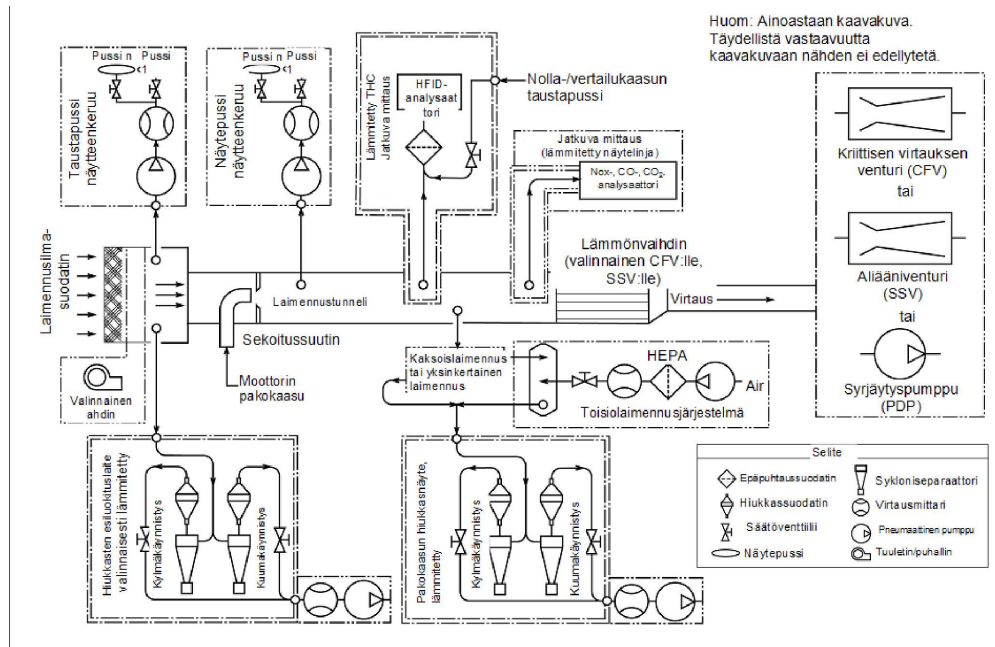 Huom: Ainoastaan kaavakuva.
Täydellistä vastaavuutta
kaavakuvaan nähden ei edellytetä.
Pussi n Pussi
<1
Taustapussi
näytteenkeruu
Pussi n Pussi
<1
Näytepussi
näytteenkeruu
Lämmitetty THC
Jatkuva mittaus
HFID-
analysaat
tori
Nolla-/vertailukaasun
taustapussi
Jatkuva mittaus
(lämmitetty näytelinja)
Nox-, CO-, CO2-
analysaattori
Kriittisen virtauksen
venturi (CFV)
tai
Aliääniventuri
(SSV)
tai
Syrjäytyspumppu
(PDP)
Laimennusilma-
suodatin
Laimennustunneli
Lämmönvaihdin
(valinnainen CFV:lle,
SSV:lle)
Virtaus
Sekoitussuutin
Moottorin
pakokaasu
Valinnainen
ahdin
Kaksoislaimennus
tai yksinkertainen
laimennus
HEPA
Air
Toisiolaimennusjärjestelmä
Hiukkasten esiluokituslaite
valinnaisesti lämmitetty
Kylmäkäynnistys
Kuumakäynnistys
Pakokaasun hiukkasnäyte,
lämmitetty
Kylmäkäynnistys
Kuumakäynnistys
Selite
Epäpuhtaussuodatin
Hiukkassuodatin
Säätöventtiili
Näytepussi
Sykloniseparaattori
Virtausmittari
Pneumaattinen pumppu
Tuuletin/puhallin